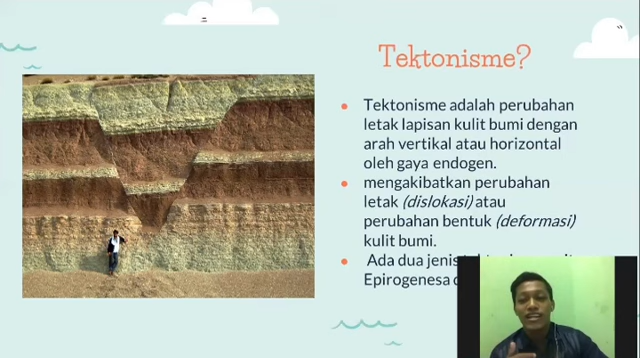 Tektonisme?
Tektonisme adalah perubahan
letak lapisan kulit bumi dengan
arah vertikal atau horizontal
oleh gaya endogen.
mengakibatkan perubahan
letak (dislokasi) atau
perubahan bentuk (deformasi)
kulit bumi.
Ada dua jenis
Epirogenesa